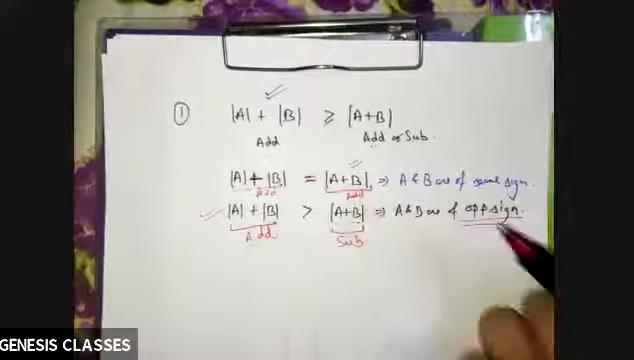 ① |A| + |B| ≥ |A+B|
Add Add or Sub.
|A| + |B| = |A+B| ⇒ A & B are of same sign.
Add Add
|A| + |B| > |A+B| ⇒ A & B are of opp sign.
Add Sub
GENESIS CLASSES